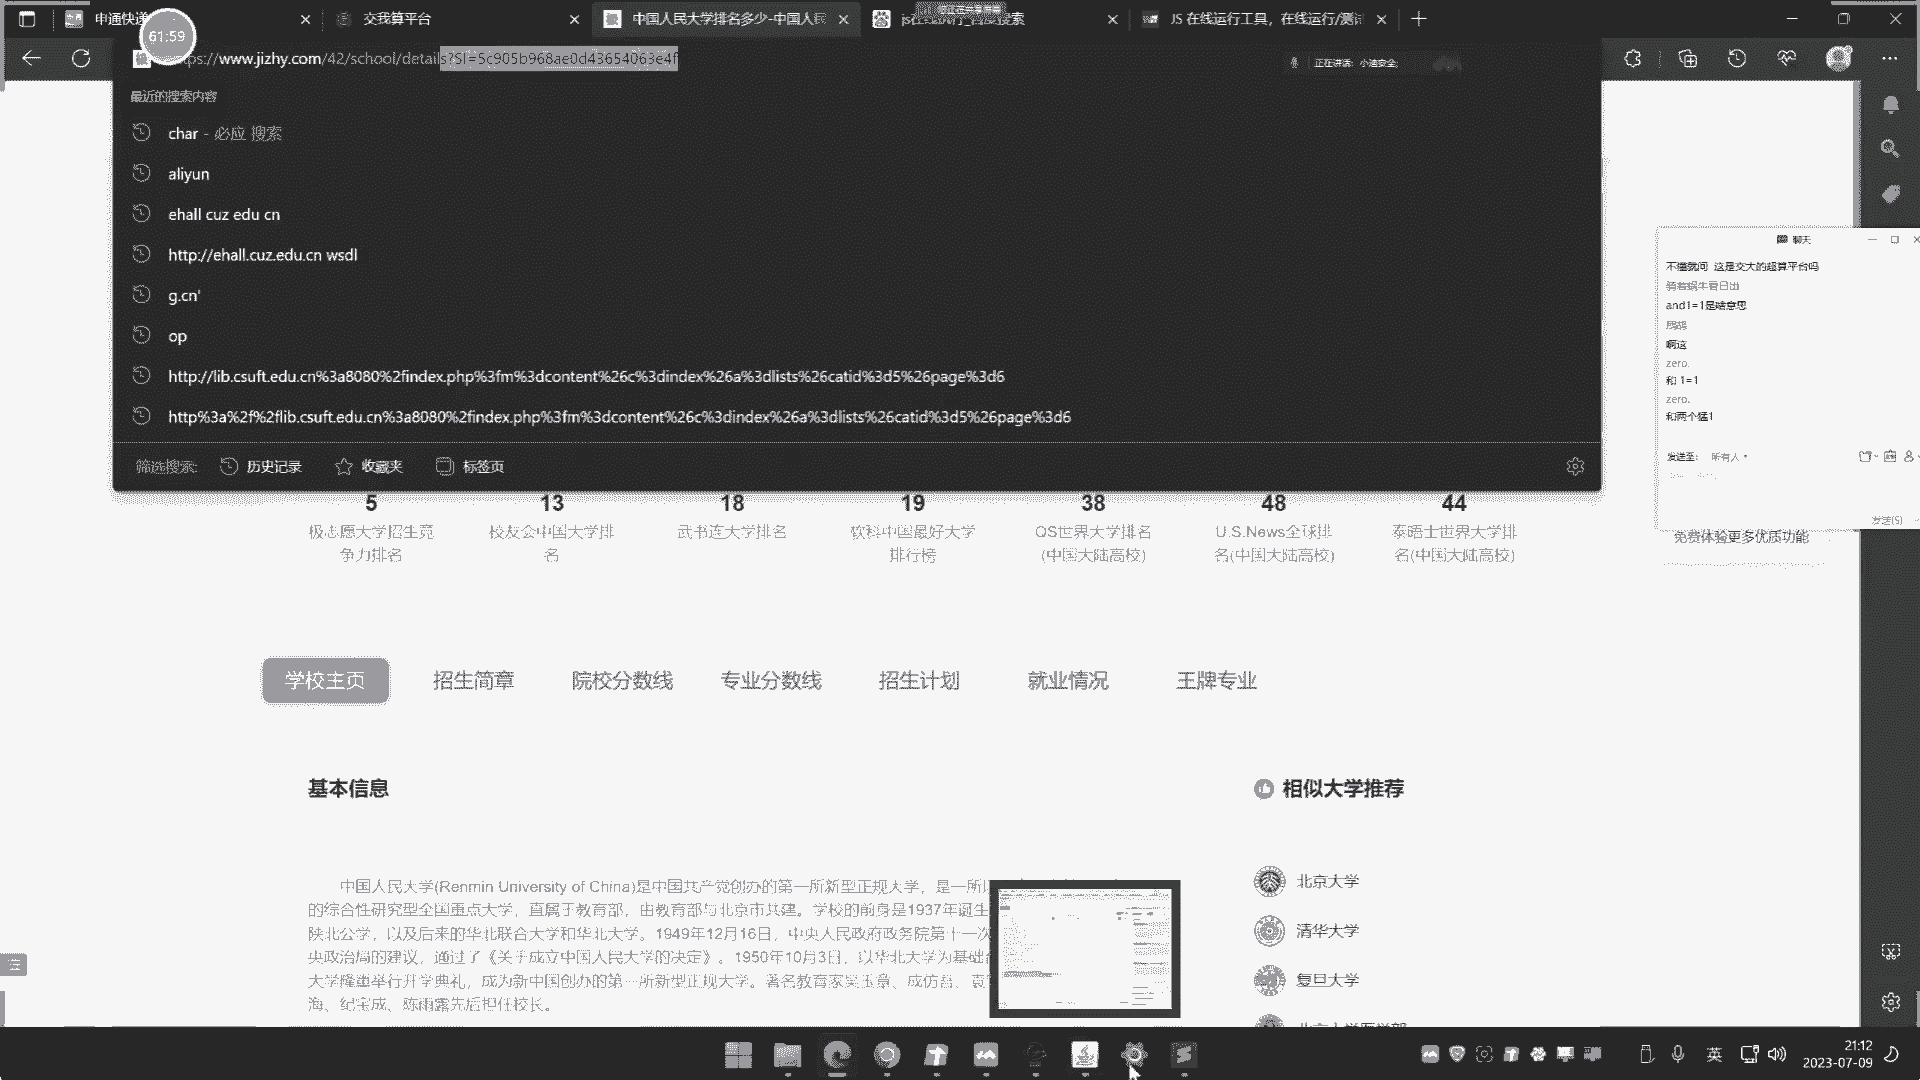 申通快递
交我算平台
中国人民大学排名多少-中国人民
JS 在线运行工具，在线运行/测试
61:59
www.jizhy.com/42/school/details?SI=5c905b968ae0d43654063e4f
正在讲话: 小迪安全;
最近的搜索内容
char - 必应 搜索
aliyun
ehall cuz edu cn
http://ehall.cuz.edu.cn wsdl
g.cn'
op
http://lib.csuft.edu.cn%3a8080%2findex.php%3fm%3dcontent%26c%3dindex%26a%3dlists%26catid%3d5%26page%3d6
http%3a%2f%2flib.csuft.edu.cn%3a8080%2findex.php%3fm%3dcontent%26c%3dindex%26a%3dlists%26catid%3d5%26page%3d6
筛选搜索: 历史记录 收藏夹 标签页
聊天
不懂就问 这是交大的超算平台吗
骑着蜗牛看日出
and1=1是啥意思
啊这
zero.
和 1=1
zero.
和两个猛1
发送至: 所有人
发送(S)
免费体验更多优质功能
5 13 18 19 38 48 44
极志愿大学招生竞争力排名
校友会中国大学排名
武书连大学排名
软科中国最好大学排行榜
QS世界大学排名(中国大陆高校)
U.S.News全球排名(中国大陆高校)
泰晤士世界大学排名(中国大陆高校)
学校主页 招生简章 院校分数线 专业分数线 招生计划 就业情况 王牌专业
基本信息
中国人民大学(Renmin University of China)是中国共产党创办的第一所新型正规大学，是一所以
的综合性研究型全国重点大学，直属于教育部，由教育部与北京市共建。学校的前身是1937年诞生
陕北公学，以及后来的华北联合大学和华北大学。1949年12月16日，中央人民政府政务院第十一次
央政治局的建议，通过了《关于成立中国人民大学的决定》。1950年10月3日，以华北大学为基础
大学隆重举行开学典礼，成为新中国创办的第一所新型正规大学。著名教育家吴玉章、成仿吾、袁
海、纪宝成、陈雨露先后担任校长。
相似大学推荐
北京大学
清华大学
复旦大学
北京大学医学部
英
21:12
2023-07-09